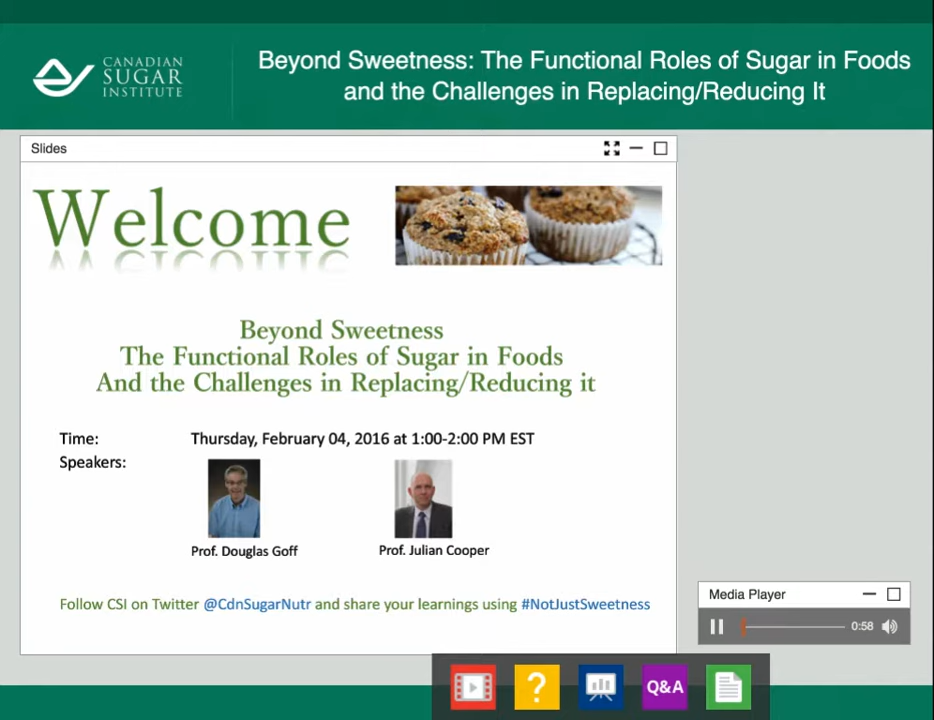 CANADIAN
SUGAR
INSTITUTE
Beyond Sweetness: The Functional Roles of Sugar in Foods
and the Challenges in Replacing/Reducing It
Slides
Welcome
Beyond Sweetness
The Functional Roles of Sugar in Foods
And the Challenges in Replacing/Reducing it
Time: Thursday, February 04, 2016 at 1:00-2:00 PM EST
Speakers:
Prof. Douglas Goff Prof. Julian Cooper
Follow CSI on Twitter @CdnSugarNutr and share your learnings using #NotJustSweetness
Media Player
0:58
?
Q&A